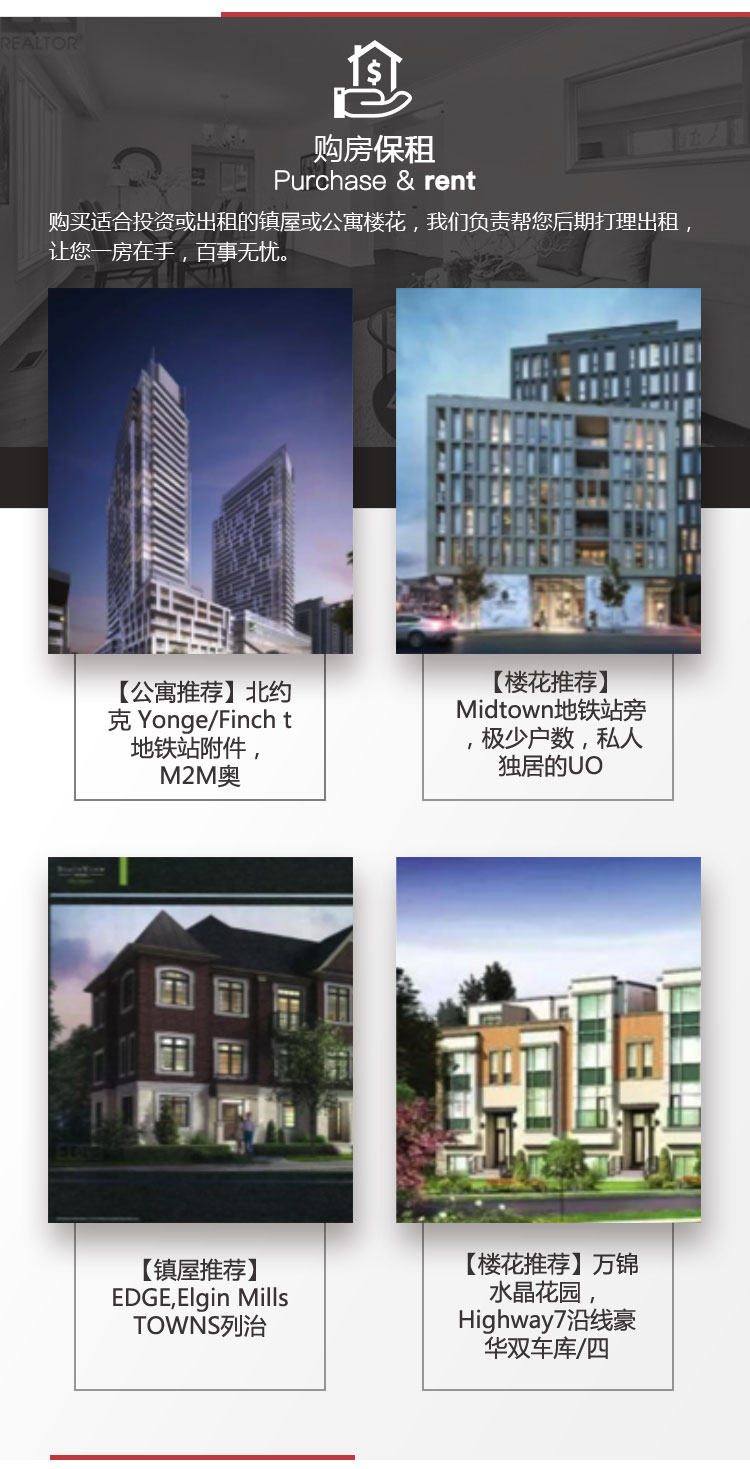 REALTOR®
购房保租
Purchase & rent
购买适合投资或出租的镇屋或公寓楼花，我们负责帮您后期打理出租，
让您一房在手，百事无忧。
【公寓推荐】北约
克 Yonge/Finch t
地铁站附件，
M2M奥
【楼花推荐】
Midtown地铁站旁
，极少户数，私人
独居的UO
【镇屋推荐】
EDGE,Elgin Mills
TOWNS列治
【楼花推荐】万锦
水晶花园，
Highway7沿线豪
华双车库/四